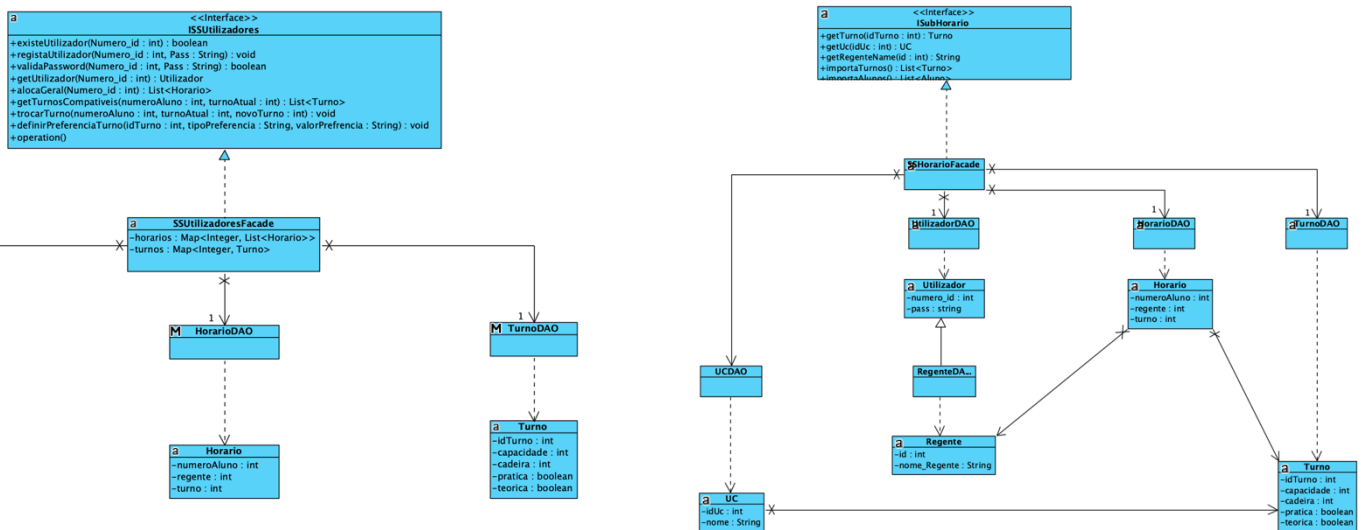 a
<<Interface>>
ISSUtilizadores
+existeUtilizador(Numero_id : int) : boolean
+registaUtilizador(Numero_id : int, Pass : String) : void
+validaPassword(Numero_id : int, Pass : String) : boolean
+getUtilizador(Numero_id : int) : Utilizador
+alocaGeral(Numero_id : int) : List<Horario>
+getTurnosCompativeis(numeroAluno : int, turnoAtual : int) : List<Turno>
+trocarTurno(numeroAluno : int, turnoAtual : int, novoTurno : int) : void
+definirPreferenciaTurno(idTurno : int, tipoPreferencia : String, valorPrefrencia : String) : void
+operation()
a
SSUtilizadoresFacade
-horarios : Map<Integer, List<Horario>>
-turnos : Map<Integer, Turno>
1
M
HorarioDAO
1
M
TurnoDAO
a
Horario
-numeroAluno : int
-regente : int
-turno : int
a
Turno
-idTurno : int
-capacidade : int
-cadeira : int
-pratica : boolean
-teorica : boolean
a
<<Interface>>
ISubHorario
+getTurno(idTurno : int) : Turno
+getUc(idUc : int) : UC
+getRegenteName(id : int) : String
+importaTurnos() : List<Turno>
+importaAlunos() : List<Aluno>
a
SSHorarioFacade
1
a
UtilizadorDAO
1
a
HorarioDAO
1
a
TurnoDAO
a
Utilizador
-numero_id : int
-pass : string
a
Horario
-numeroAluno : int
-regente : int
-turno : int
UCDAO
RegenteDA...
a
Regente
-id : int
-nome_Regente : String
a
UC
-idUc : int
-nome : String
a
Turno
-idTurno : int
-capacidade : int
-cadeira : int
-pratica : boolean
-teorica : boolean